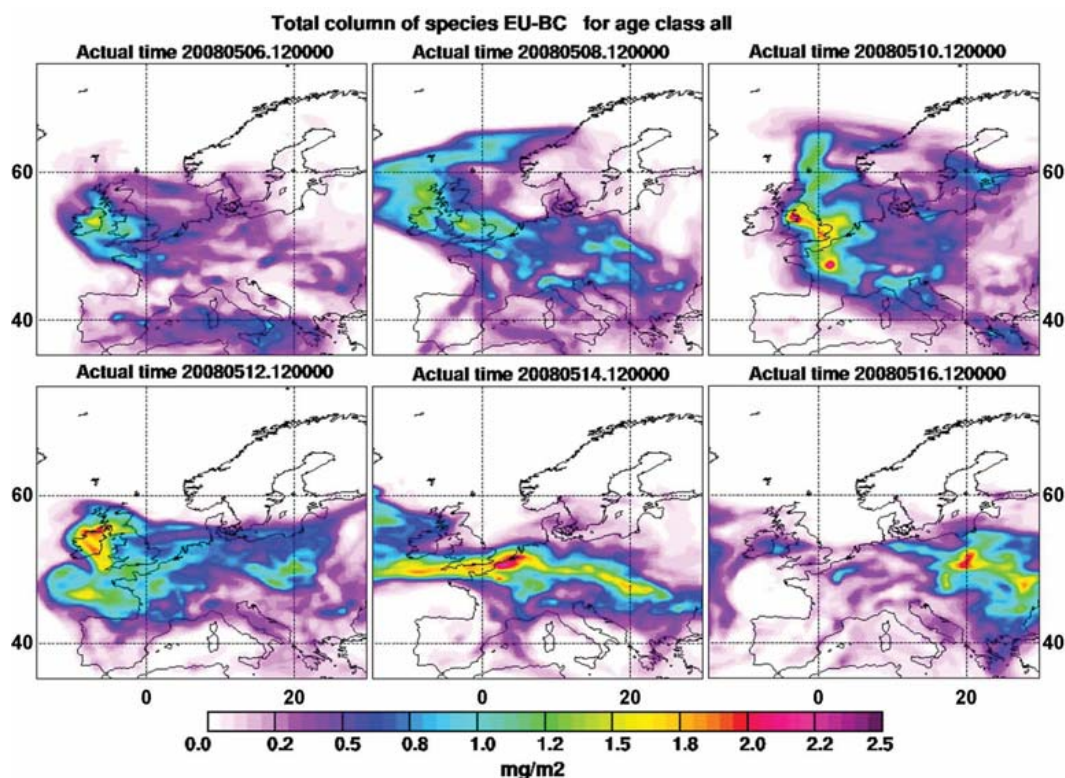 Total column of species EU-BC for age class all
Actual time 20080506.120000
Actual time 20080508.120000
Actual time 20080510.120000
60
60
40
40
Actual time 20080512.120000
Actual time 20080514.120000
Actual time 20080516.120000
60
60
40
40
0 20 0 20 0 20
0.0 0.2 0.5 0.8 1.0 1.2 1.5 1.8 2.0 2.2 2.5
mg/m2